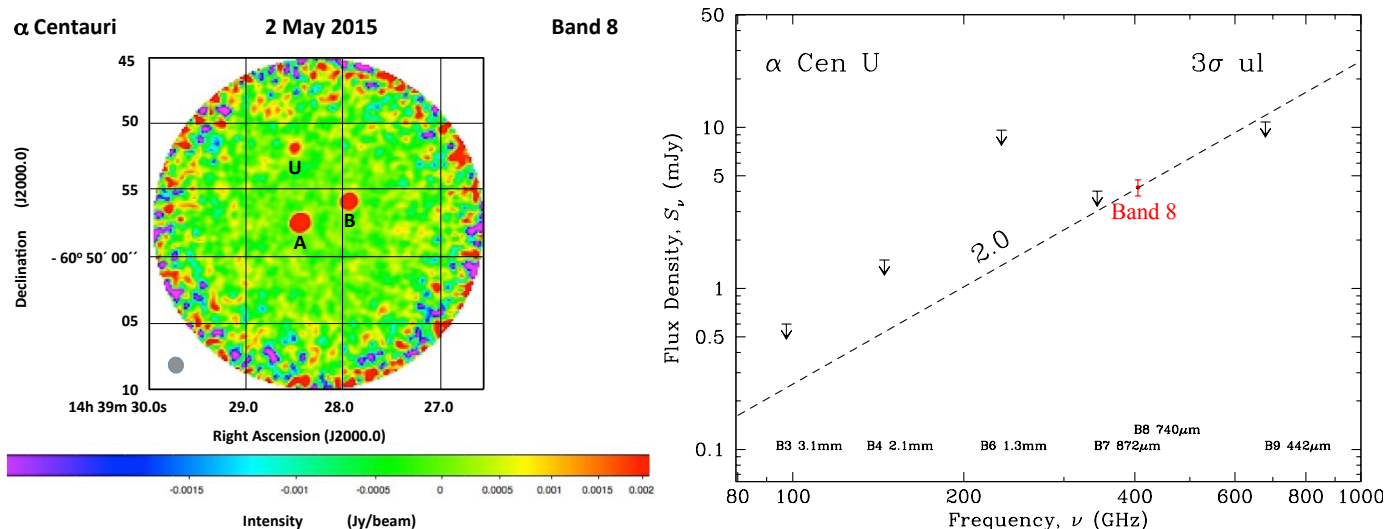 α Centauri 2 May 2015 Band 8
Declination (J2000.0)
45
50
55
- 60º 50´ 00´´
05
10
U
B
A
14h 39m 30.0s 29.0 28.0 27.0
Right Ascension (J2000.0)
-0.0015 -0.001 -0.0005 0 0.0005 0.001 0.0015 0.002
Intensity (Jy/beam)
Flux Density, Sν (mJy)
50
10
5
1
0.5
0.1
α Cen U 3σ ul
2.0
Band 8
B3 3.1mm B4 2.1mm B6 1.3mm B7 872μm B8 740μm B9 442μm
80 100 200 400 600 800 1000
Frequency, ν (GHz)